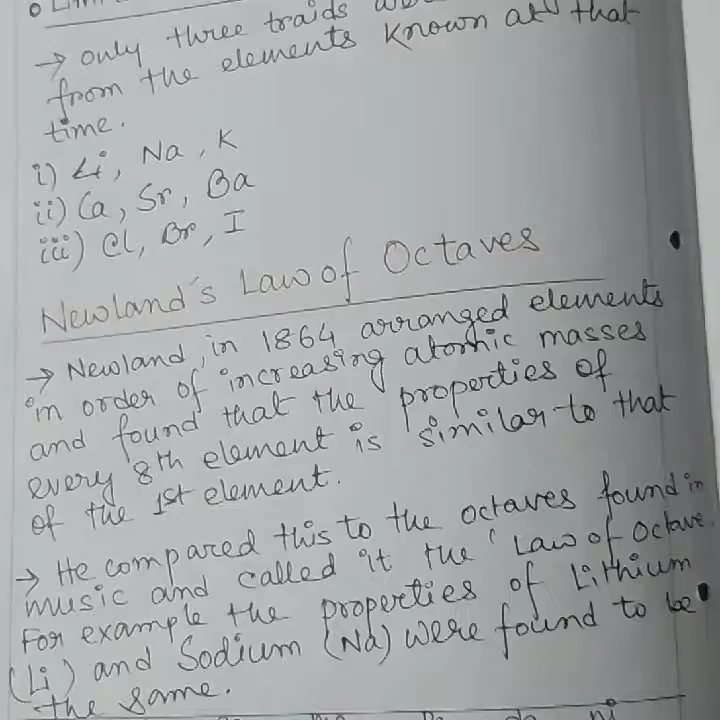 → only three traids
from the elements known at that
time.
i) Li, Na, K
ii) Ca, Sr, Ba
iii) Cl, Br, I
Newland's Law of Octaves
→ Newland, in 1864 arranged elements
in order of increasing atomic masses
and found that the properties of
every 8th element is similar to that
of the 1st element.
→ He compared this to the octaves found in
music and called it the 'Law of Octave
For example the properties of Lithium
(Li) and Sodium (Na) were found to be
the same.